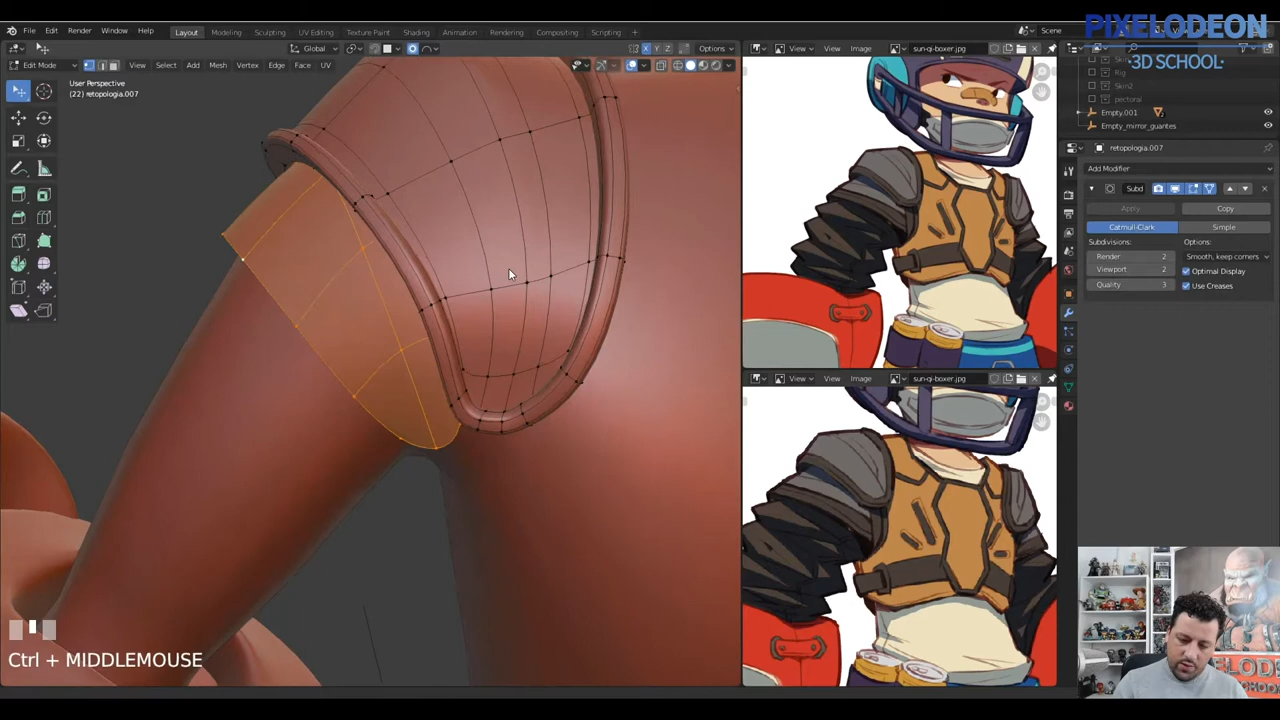 PIXELODEON
·3D SCHOOL·
File Edit Render Window Help
Layout Modeling Sculpting UV Editing Texture Paint Shading Animation Rendering Compositing Scripting +
Scene
Global
Options
View Image sun-qi-boxer.jpg
Edit Mode View Select Add Mesh Vertex Edge Face UV
User Perspective
(22) retopologia.007
Rig
Skin2
pectoral
Empty.001
Empty_mirror_guantes
retopologia.007
Add Modifier
Subd
Apply Copy
Catmull-Clark Simple
Subdivisions: Options:
Render 2 Smooth, keep corners
Viewport 2 Optimal Display
Quality 3 Use Creases
View Image sun-qi-boxer.jpg
Ctrl + MIDDLEMOUSE